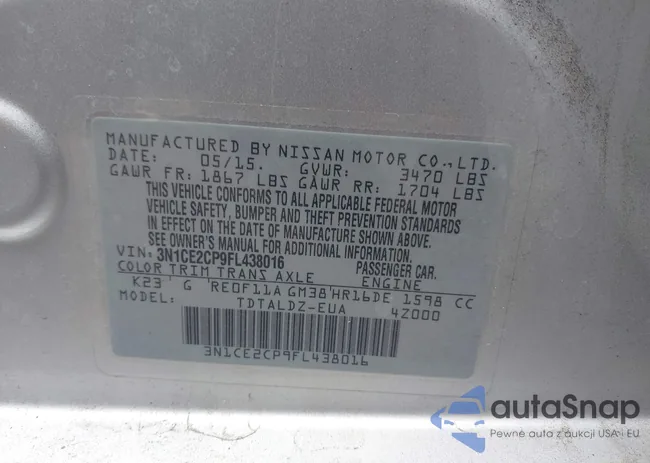 MANUFACTURED BY NISSAN MOTOR CO.,LTD.
DATE: 05/15. GVWR: 3470 LBS
GAWR FR: 1867 LBS GAWR RR: 1704 LBS
THIS VEHICLE CONFORMS TO ALL APPLICABLE FEDERAL MOTOR
VEHICLE SAFETY, BUMPER AND THEFT PREVENTION STANDARDS
IN EFFECT ON THE DATE OF MANUFACTURE SHOWN ABOVE.
SEE OWNER'S MANUAL FOR ADDITIONAL INFORMATION.
VIN: 3N1CE2CP9FL438016 PASSENGER CAR.
COLOR TRIM TRANS AXLE ENGINE
K23 G RE0F11A GM38 HR16DE 1598 CC
MODEL: TDTALDZ-EUA 4Z000
3N1CE2CP9FL438016
autaSnap
Pewne auto z aukcji USA i EU